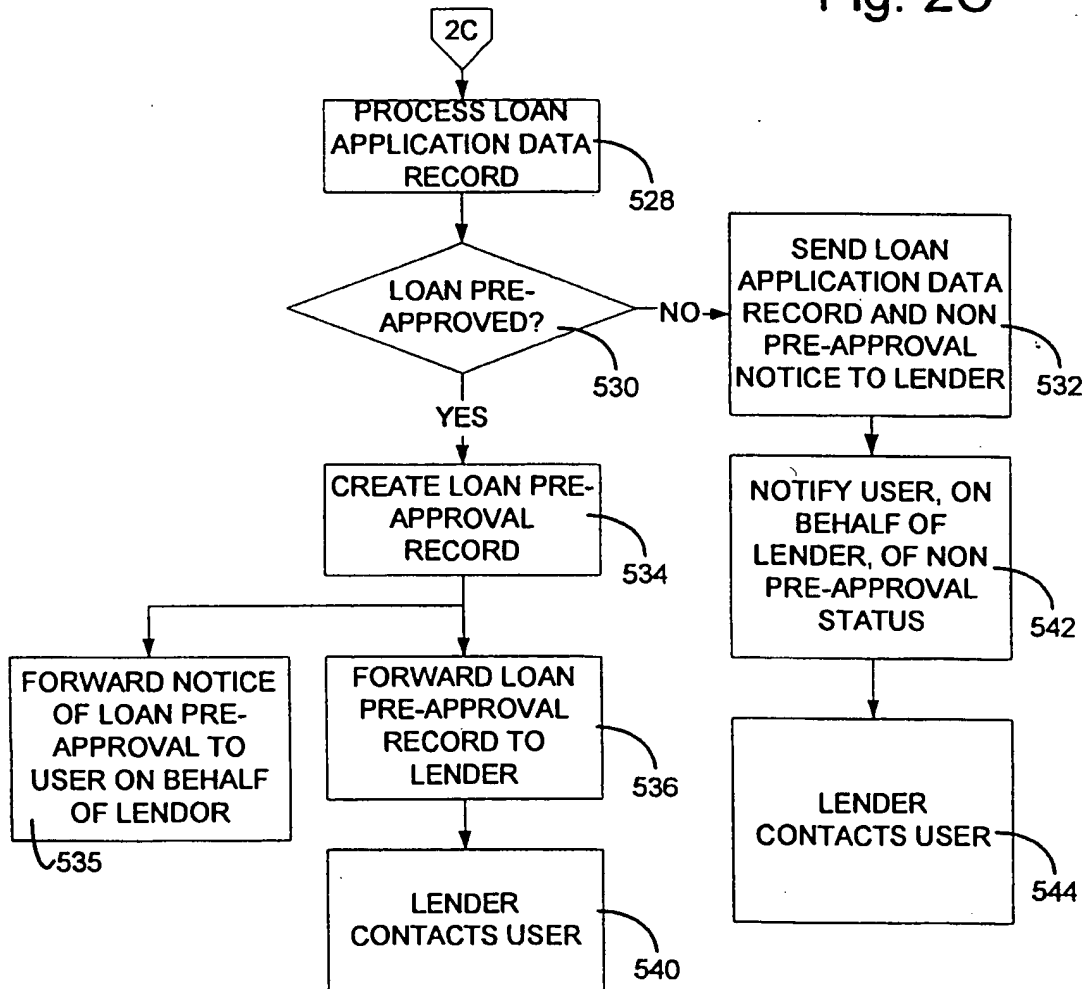 Fig. 2C
2C
PROCESS LOAN
APPLICATION DATA
RECORD
528
LOAN PRE-
APPROVED?
530
NO
YES
SEND LOAN
APPLICATION DATA
RECORD AND NON
PRE-APPROVAL
NOTICE TO LENDER
532
CREATE LOAN PRE-
APPROVAL
RECORD
534
NOTIFY USER, ON
BEHALF OF
LENDER, OF NON
PRE-APPROVAL
STATUS
542
FORWARD NOTICE
OF LOAN PRE-
APPROVAL TO
USER ON BEHALF
OF LENDOR
535
FORWARD LOAN
PRE-APPROVAL
RECORD TO
LENDER
536
LENDER
CONTACTS USER
544
LENDER
CONTACTS USER
540